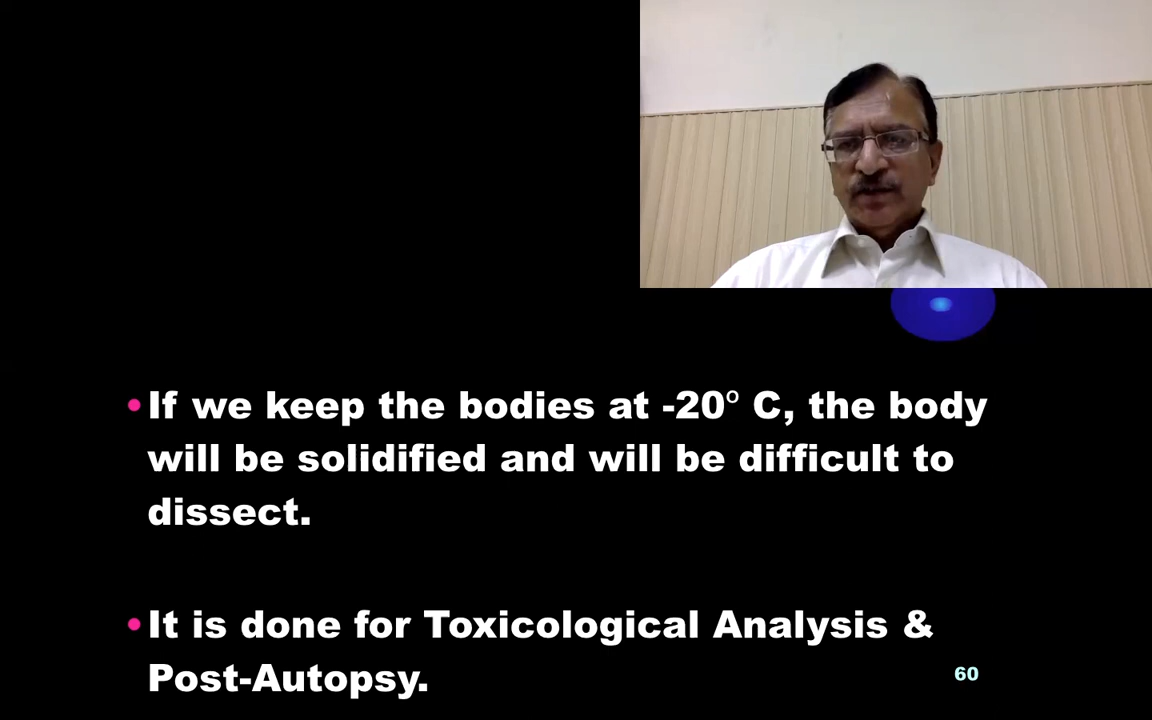 •If we keep the bodies at -20° C, the body
will be solidified and will be difficult to
dissect.
•It is done for Toxicological Analysis &
Post-Autopsy.
60